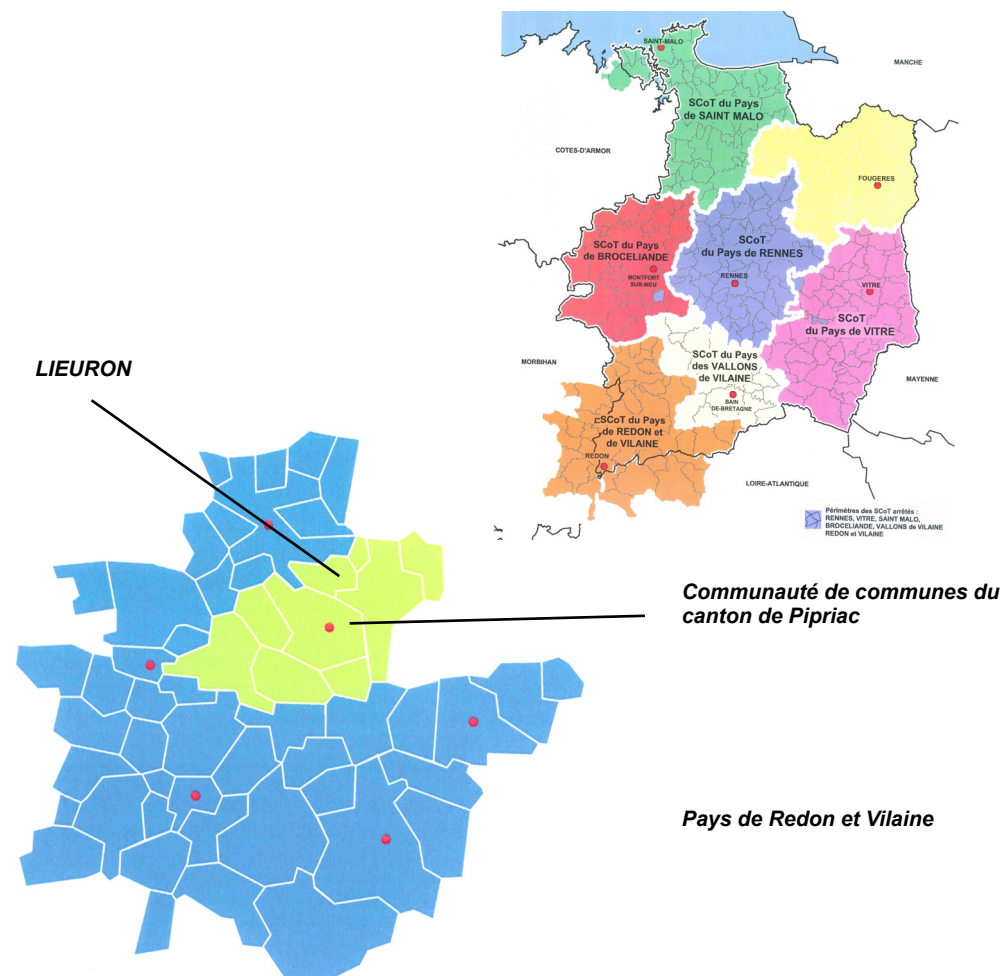 SAINT-MALO
MANCHE
SCoT du Pays
de SAINT MALO
COTES-D'ARMOR
FOUGERES
SCoT du Pays
de BROCELIANDE
MONTFORT
SUR-MEU
SCoT
du Pays de RENNES
RENNES
VITRE
SCoT
du Pays de VITRE
MORBIHAN
SCoT du Pays
des VALLONS
de VILAINE
BAIN
DE-BRETAGNE
MAYENNE
SCoT du Pays
de REDON et
de VILAINE
REDON
LOIRE-ATLANTIQUE
Périmètres des SCoT arrêtés :
RENNES, VITRE, SAINT MALO,
BROCELIANDE, VALLONS de VILAINE
REDON et VILAINE
LIEURON
Communauté de communes du
canton de Pipriac
Pays de Redon et Vilaine